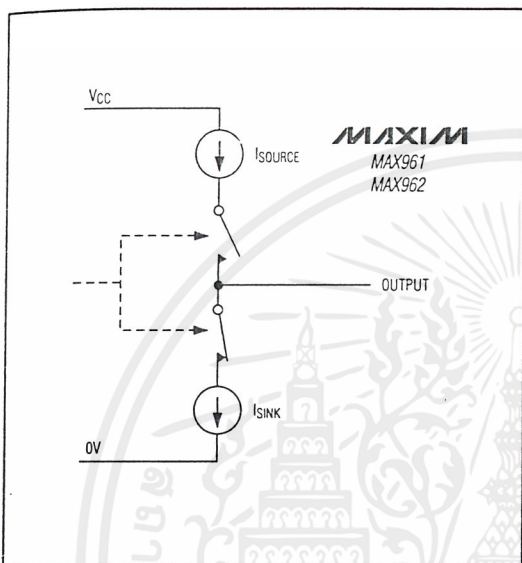 VCC
ISOURCE
MAXIM
MAX961
MAX962
OUTPUT
ISINK
0V